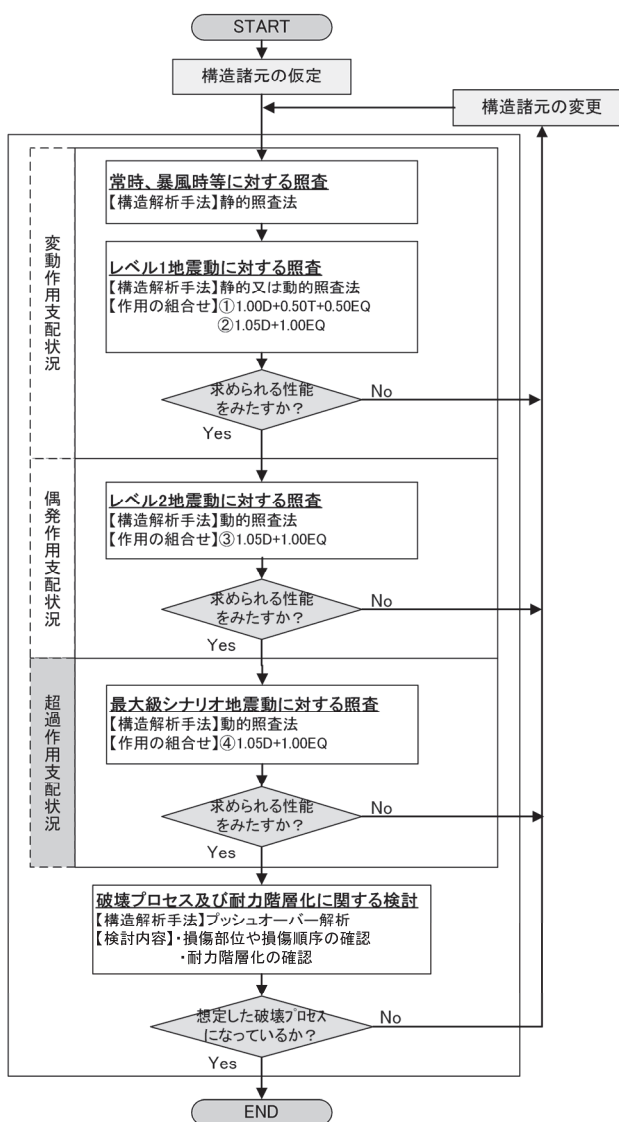 START
構造諸元の仮定
構造諸元の変更
変動作用支配状況
常時、暴風時等に対する照査
【構造解析手法】静的照査法
レベル1地震動に対する照査
【構造解析手法】静的又は動的照査法
【作用の組合せ】①1.00D+0.50T+0.50EQ
②1.05D+1.00EQ
求められる性能
をみたすか?
No
Yes
偶発作用支配状況
レベル2地震動に対する照査
【構造解析手法】動的照査法
【作用の組合せ】③1.05D+1.00EQ
求められる性能
をみたすか?
No
Yes
超過作用支配状況
最大級シナリオ地震動に対する照査
【構造解析手法】動的照査法
【作用の組合せ】④1.05D+1.00EQ
求められる性能
をみたすか?
No
Yes
破壊プロセス及び耐力階層化に関する検討
【構造解析手法】プッシュオーバー解析
【検討内容】・損傷部位や損傷順序の確認
・耐力階層化の確認
想定した破壊プロセス
になっているか?
No
Yes
END